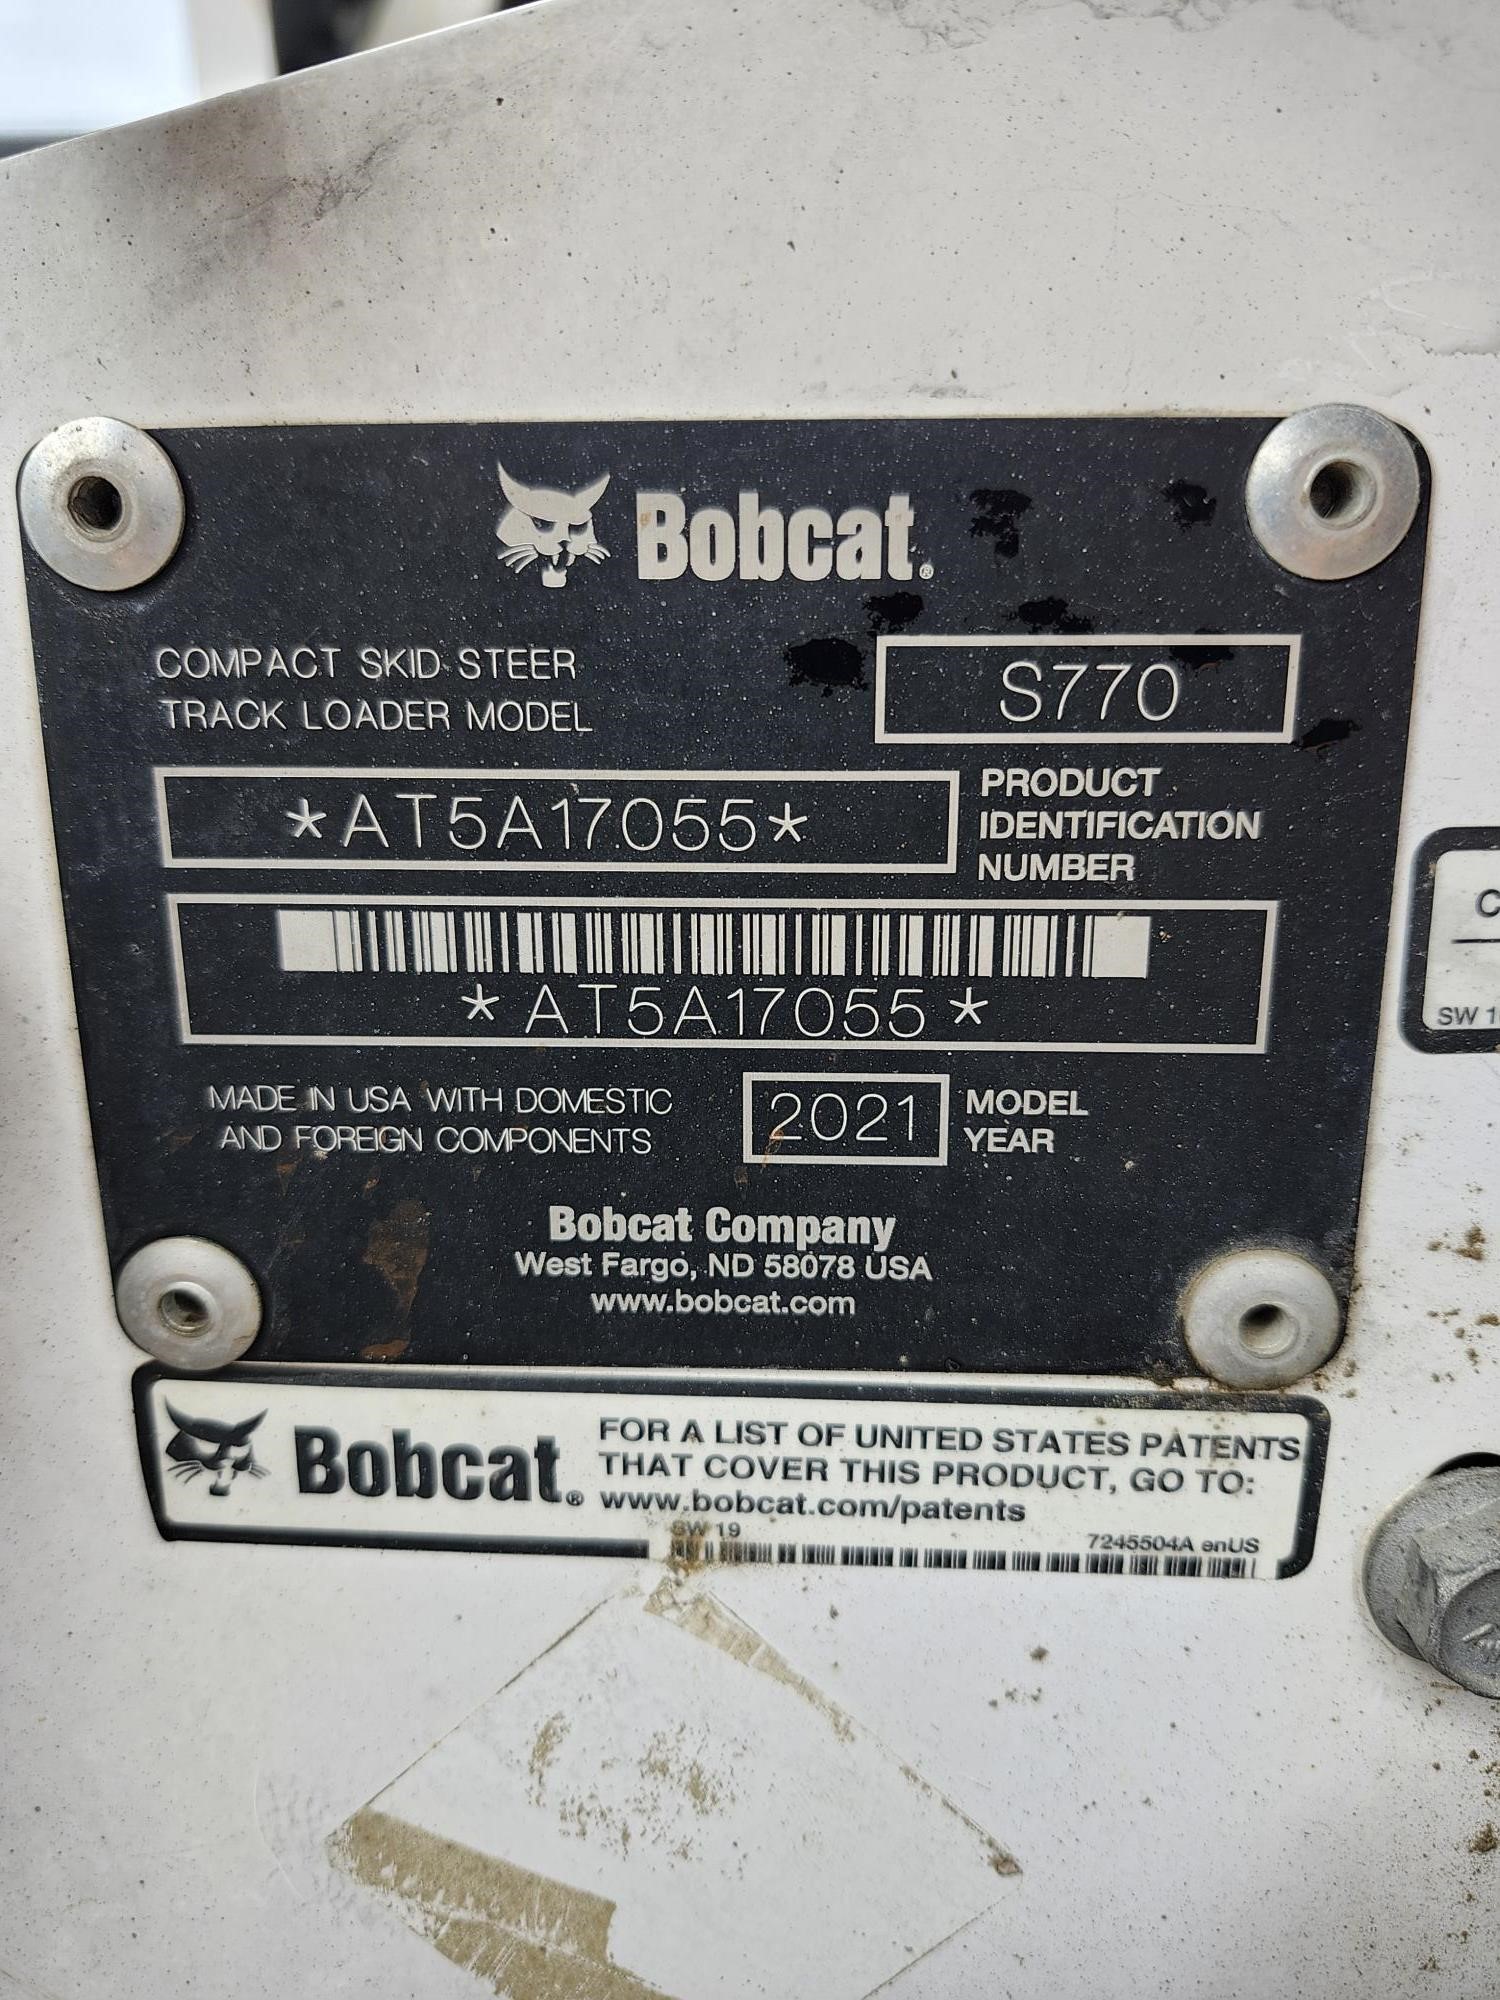 Bobcat®
COMPACT SKID STEER
TRACK LOADER MODEL
S770
*AT5A17055*
PRODUCT
IDENTIFICATION
NUMBER
*AT5A17055*
MADE IN USA WITH DOMESTIC
AND FOREIGN COMPONENTS
2021
MODEL
YEAR
Bobcat Company
West Fargo, ND 58078 USA
www.bobcat.com
Bobcat®
FOR A LIST OF UNITED STATES PATENTS
THAT COVER THIS PRODUCT, GO TO:
www.bobcat.com/patents
SW 19
7245504A enUS
C
SW 1